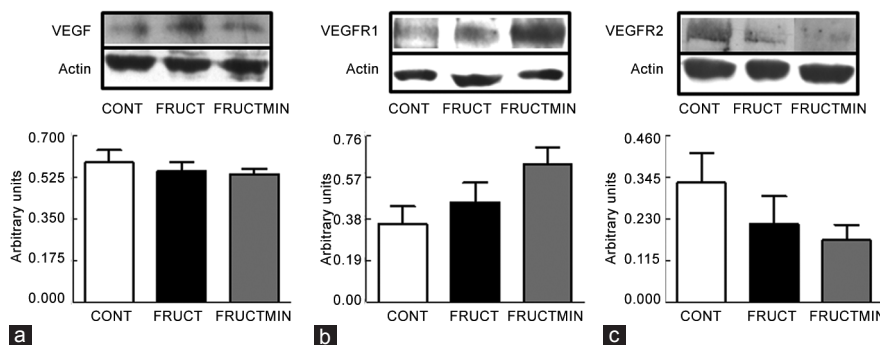 VEGF
Actin
CONT FRUCT FRUCTMIN
0.700
0.525
0.350
0.175
0.000
Arbitrary units
CONT FRUCT FRUCTMIN
a
VEGFR1
Actin
CONT FRUCT FRUCTMIN
0.76
0.57
0.38
0.19
0.00
Arbitrary units
CONT FRUCT FRUCTMIN
b
VEGFR2
Actin
CONT FRUCT FRUCTMIN
0.460
0.345
0.230
0.115
0.000
Arbitrary units
CONT FRUCT FRUCTMIN
c